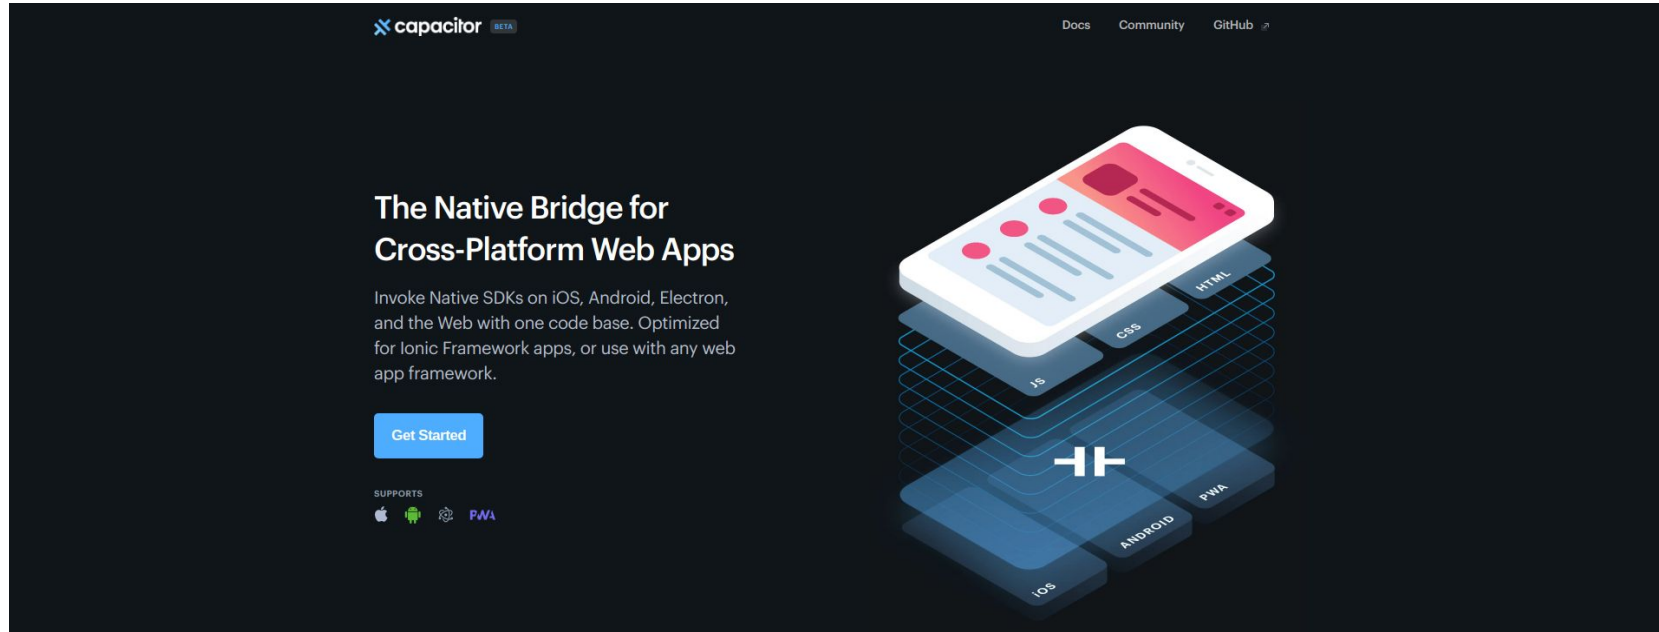 capacitor BETA
Docs Community GitHub
The Native Bridge for
Cross-Platform Web Apps
Invoke Native SDKs on iOS, Android, Electron,
and the Web with one code base. Optimized
for Ionic Framework apps, or use with any web
app framework.
Get Started
SUPPORTS
PWA
HTML
CSS
JS
PWA
ANDROID
iOS